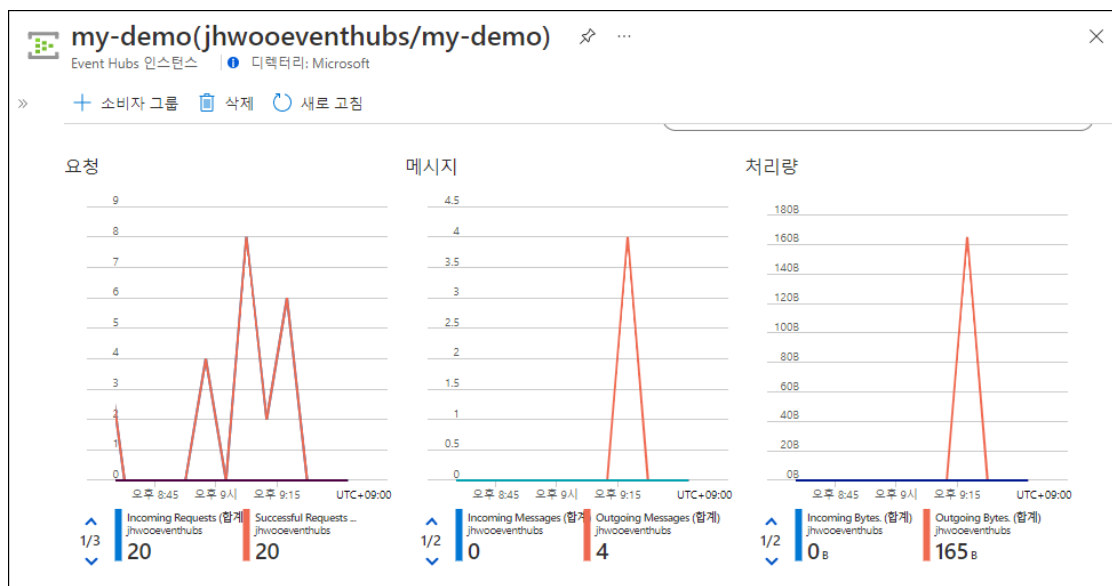 my-demo(jhwooeventhubs/my-demo)
Event Hubs 인스턴스 디렉터리: Microsoft
소비자 그룹 삭제 새로 고침
요청
9
8
7
6
5
4
3
2
1
0
오후 8:45 오후 9시 오후 9:15 UTC+09:00
1/3
Incoming Requests (합계)
jhwooeventhubs
20
Successful Requests ...
jhwooeventhubs
20
메시지
4.5
4
3.5
3
2.5
2
1.5
1
0.5
0
오후 8:45 오후 9시 오후 9:15 UTC+09:00
1/2
Incoming Messages (합계)
jhwooeventhubs
0
Outgoing Messages (합계)
jhwooeventhubs
4
처리량
180B
160B
140B
120B
100B
80B
60B
40B
20B
0B
오후 8:45 오후 9시 오후 9:15 UTC+09:00
1/2
Incoming Bytes. (합계)
jhwooeventhubs
0 B
Outgoing Bytes. (합계)
jhwooeventhubs
165 B